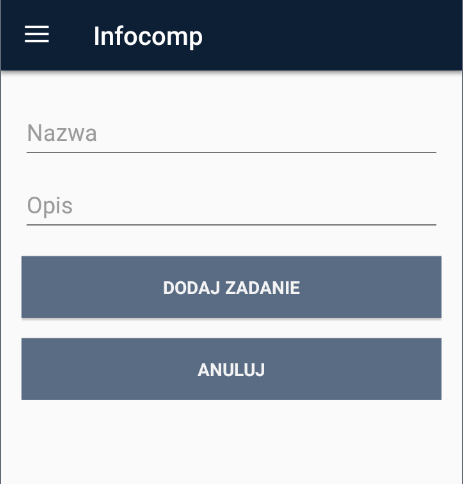 Infocomp
Nazwa
Opis
DODAJ ZADANIE
ANULUJ